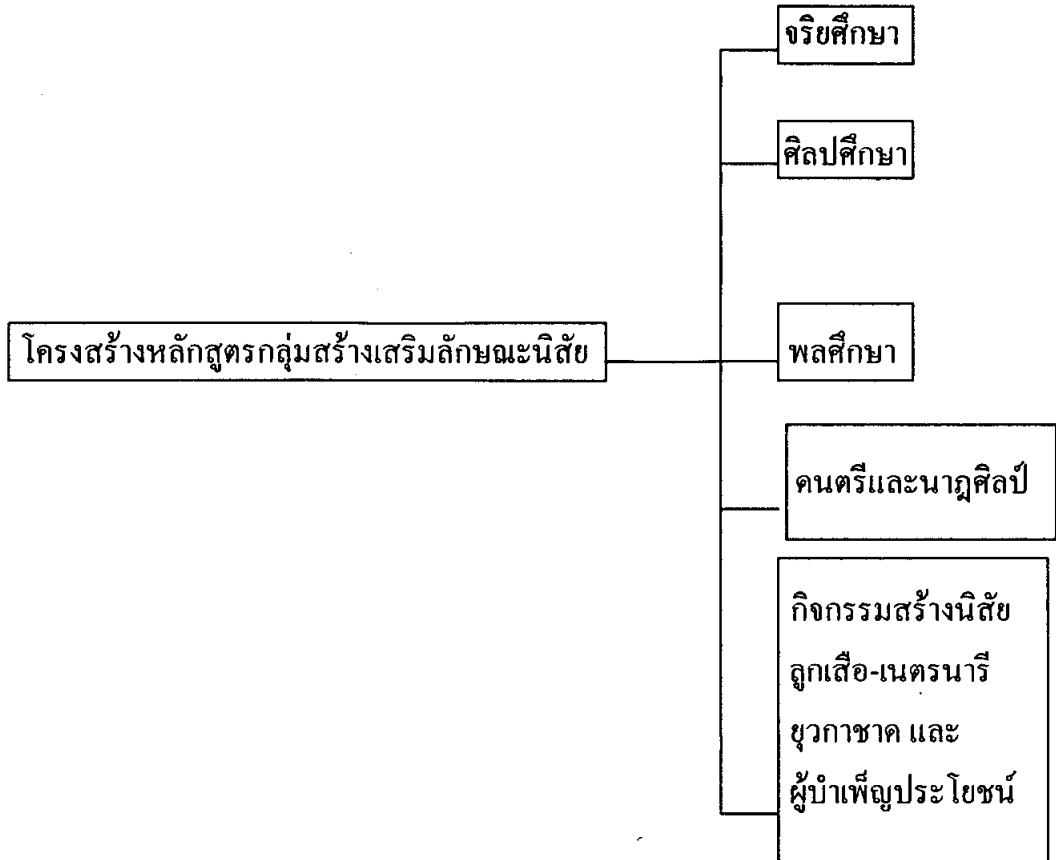 จริยศึกษา
ศิลปศึกษา
โครงสร้างหลักสูตรกลุ่มสร้างเสริมลักษณะนิสัย
พลศึกษา
ดนตรีและนาฎศิลป์
กิจกรรมสร้างนิสัย
ลูกเสือ-เนตรนารี
ยุวกาชาด และ
ผู้บำเพ็ญประโยชน์